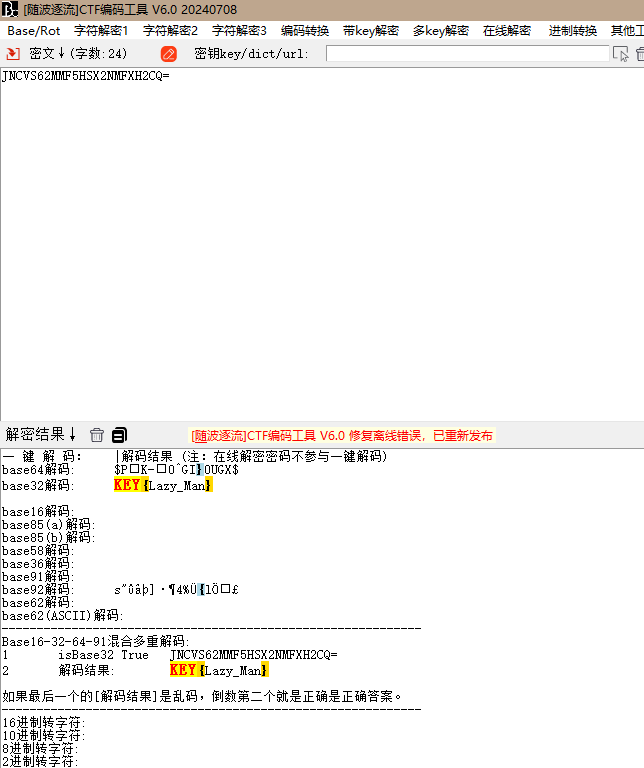 [随波逐流]CTF编码工具 V6.0 20240708
Base/Rot 字符解密1 字符解密2 字符解密3 编码转换 带key解密 多key解密 在线解密 进制转换 其他工
密文↓(字数:24) 密钥key/dict/url:
JNCVS62MMF5HSX2NMFXH2CQ=
解密结果↓ [随波逐流]CTF编码工具 V6.0 修复离线错误，已重新发布
一 键 解 码: |解码结果 (注: 在线解密密码不参与一键解码)
base64解码: $P□K-□0ˆGI}OUGX$
base32解码: KEY{Lazy_Man}
base16解码:
base85(a)解码:
base85(b)解码:
base58解码:
base36解码:
base91解码:
base92解码: s˝ôâþ]·¶4%Ü{lÖ□£
base62解码:
base62(ASCII)解码:
------------------------------------------------------------
Base16-32-64-91混合多重解码:
1 isBase32 True JNCVS62MMF5HSX2NMFXH2CQ=
2 解码结果: KEY{Lazy_Man}
如果最后一个的[解码结果]是乱码，倒数第二个就是正确是正确答案。
------------------------------------------------------------
16进制转字符:
10进制转字符:
8进制转字符:
2进制转字符: